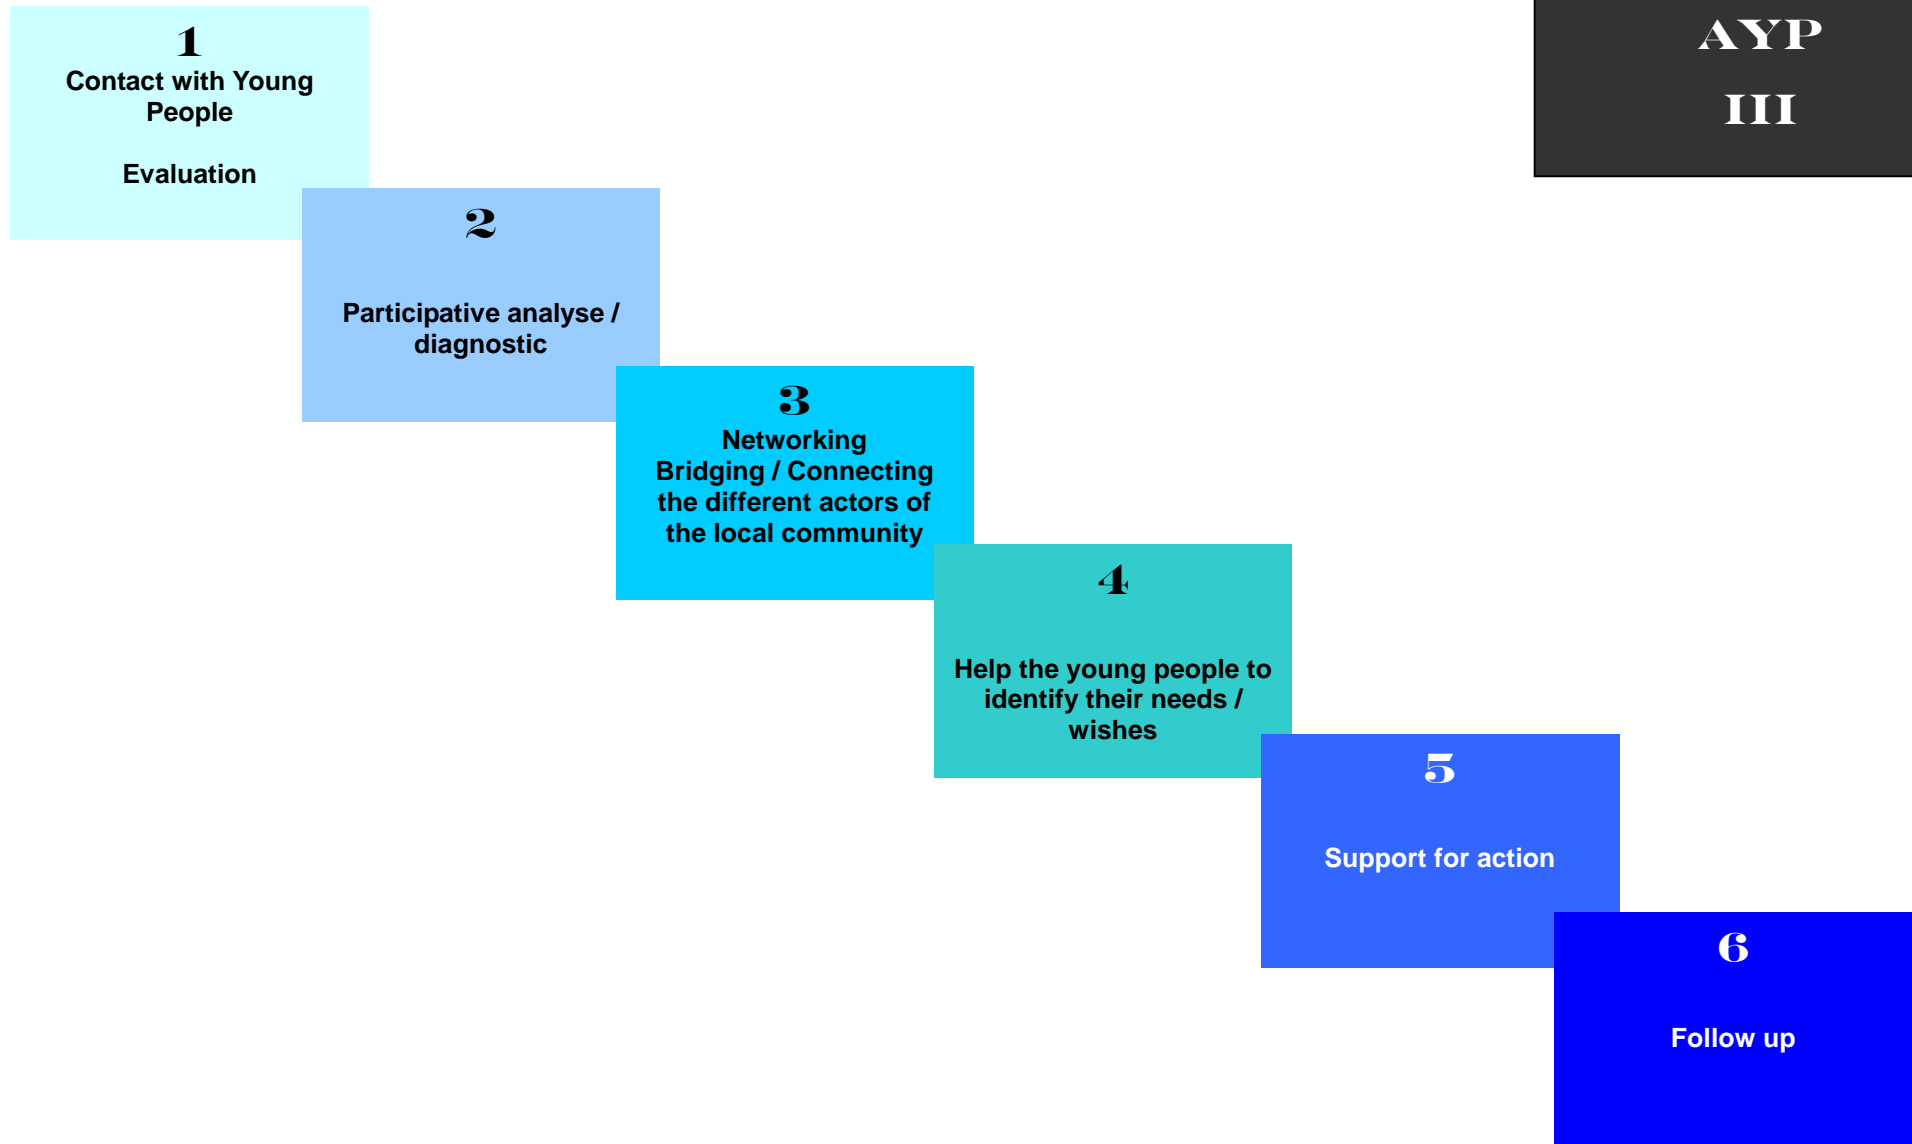 AYP
III
1
Contact with Young
People
Evaluation
2
Participative analyse /
diagnostic
3
Networking
Bridging / Connecting
the different actors of
the local community
4
Help the young people to
identify their needs /
wishes
5
Support for action
6
Follow up